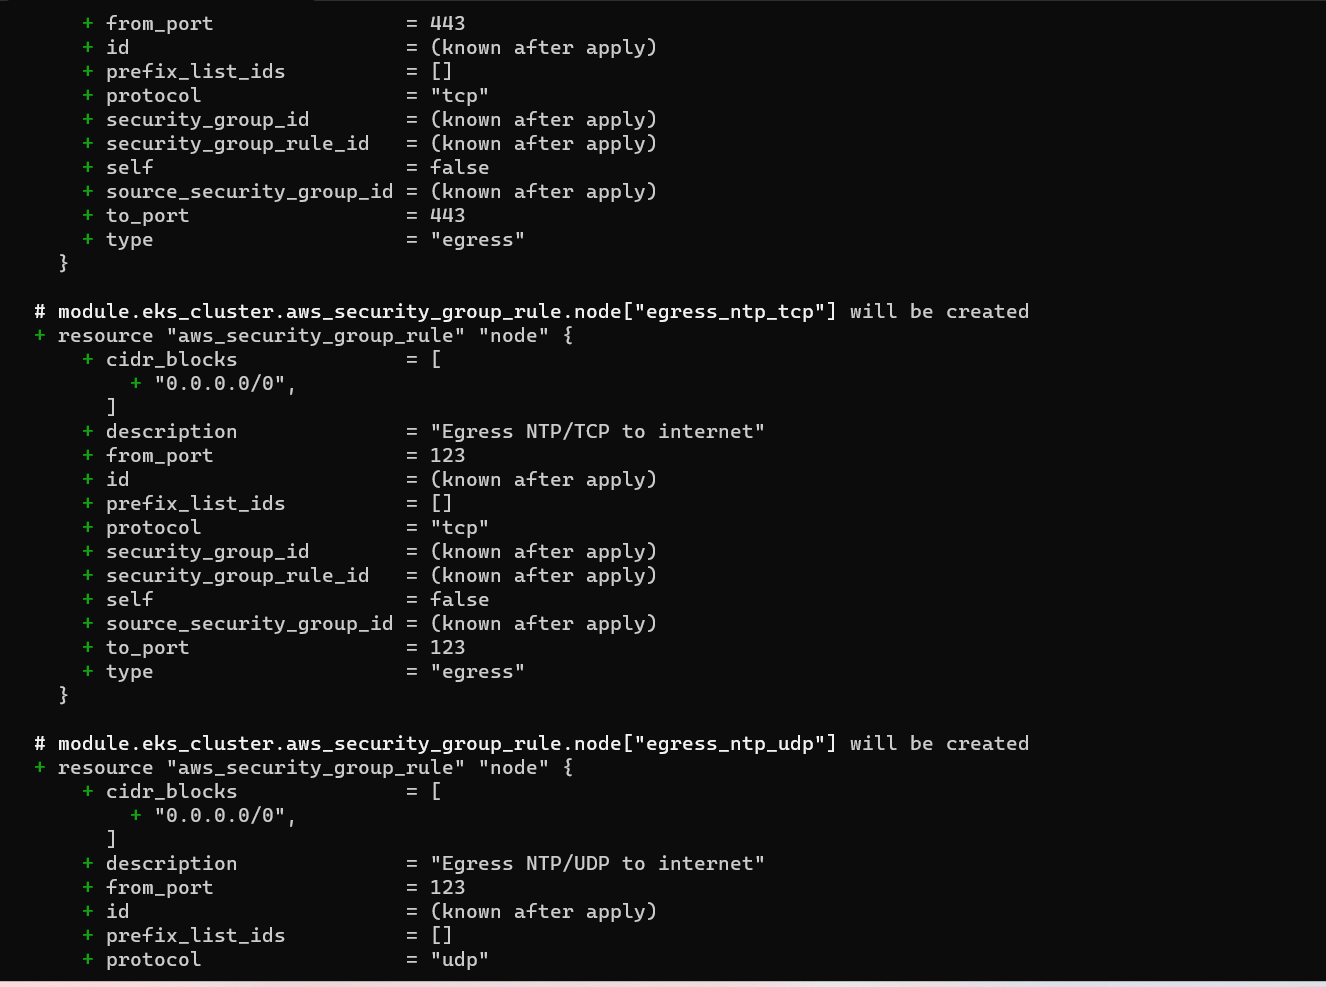 + from_port                = 443
+ id                       = (known after apply)
+ prefix_list_ids          = []
+ protocol                 = "tcp"
+ security_group_id        = (known after apply)
+ security_group_rule_id   = (known after apply)
+ self                     = false
+ source_security_group_id = (known after apply)
+ to_port                  = 443
+ type                     = "egress"
}
# module.eks_cluster.aws_security_group_rule.node["egress_ntp_tcp"] will be created
+ resource "aws_security_group_rule" "node" {
+ cidr_blocks              = [
+ "0.0.0.0/0",
]
+ description              = "Egress NTP/TCP to internet"
+ from_port                = 123
+ id                       = (known after apply)
+ prefix_list_ids          = []
+ protocol                 = "tcp"
+ security_group_id        = (known after apply)
+ security_group_rule_id   = (known after apply)
+ self                     = false
+ source_security_group_id = (known after apply)
+ to_port                  = 123
+ type                     = "egress"
}
# module.eks_cluster.aws_security_group_rule.node["egress_ntp_udp"] will be created
+ resource "aws_security_group_rule" "node" {
+ cidr_blocks              = [
+ "0.0.0.0/0",
]
+ description              = "Egress NTP/UDP to internet"
+ from_port                = 123
+ id                       = (known after apply)
+ prefix_list_ids          = []
+ protocol                 = "udp"